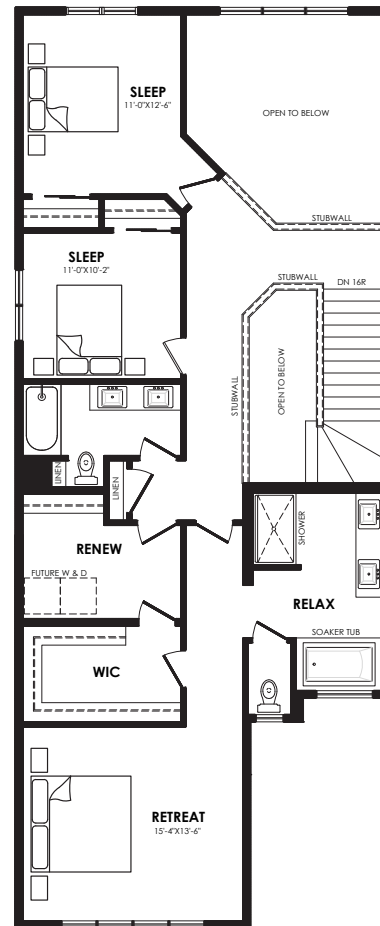 SLEEP
11'-0"X12'-6"
OPEN TO BELOW
STUBWALL
SLEEP
11'-0"X10'-2"
STUBWALL
DN 16R
STUBWALL
OPEN TO BELOW
LINEN
LINEN
RENEW
SHOWER
FUTURE W & D
RELAX
SOAKER TUB
WIC
RETREAT
15'-4"X13'-6"